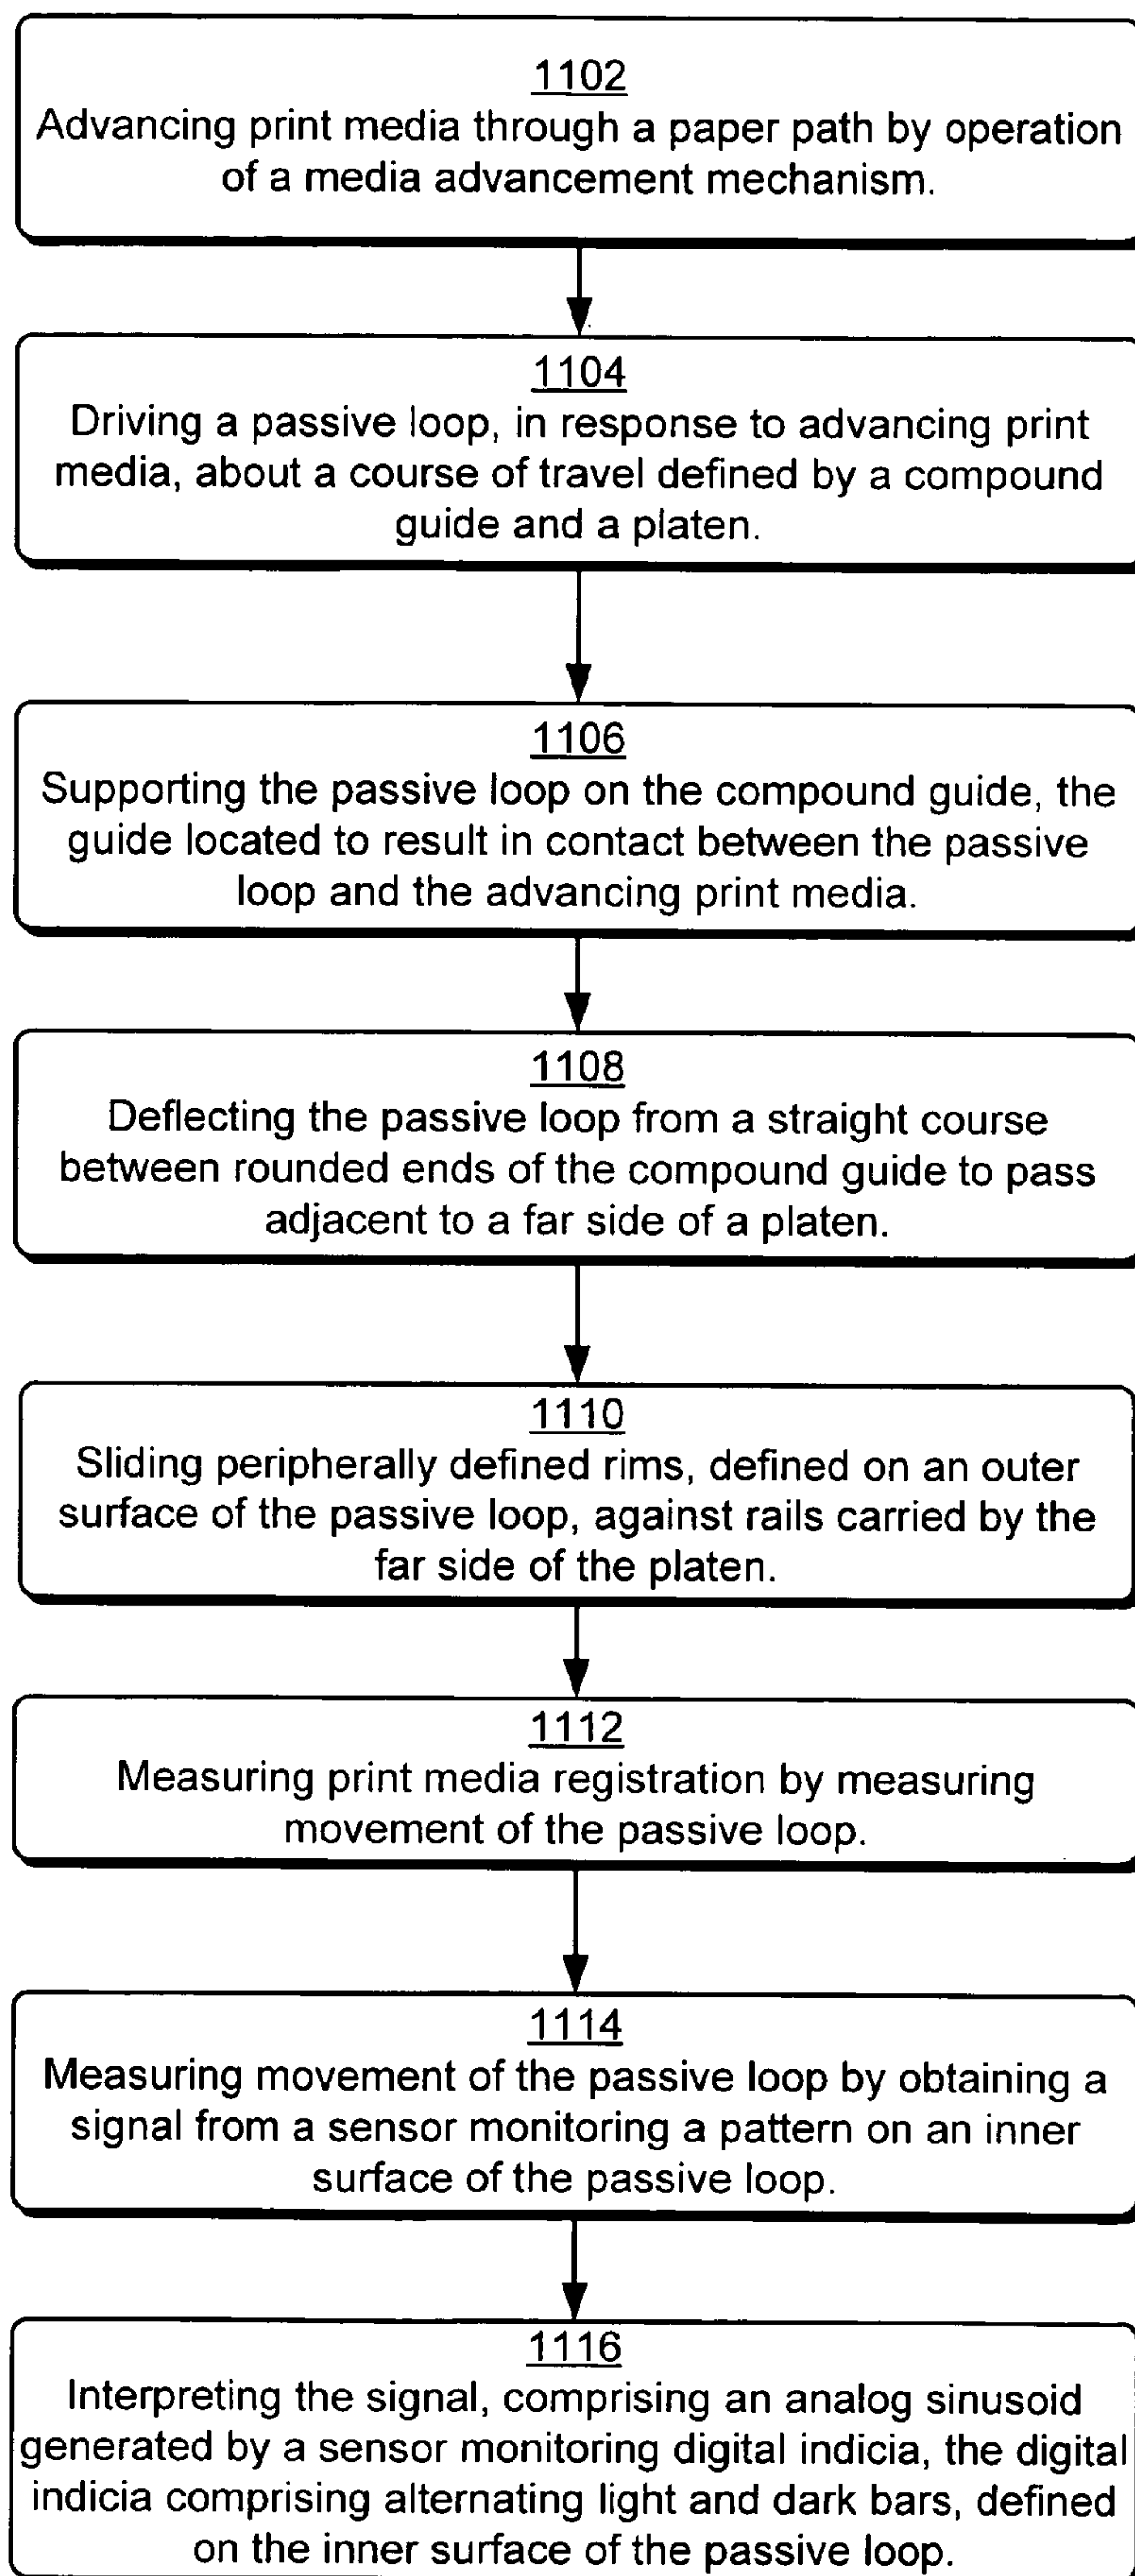 1102
Advancing print media through a paper path by operation
of a media advancement mechanism.
1104
Driving a passive loop, in response to advancing print
media, about a course of travel defined by a compound
guide and a platen.
1106
Supporting the passive loop on the compound guide, the
guide located to result in contact between the passive
loop and the advancing print media.
1108
Deflecting the passive loop from a straight course
between rounded ends of the compound guide to pass
adjacent to a far side of a platen.
1110
Sliding peripherally defined rims, defined on an outer
surface of the passive loop, against rails carried by the
far side of the platen.
1112
Measuring print media registration by measuring
movement of the passive loop.
1114
Measuring movement of the passive loop by obtaining a
signal from a sensor monitoring a pattern on an inner
surface of the passive loop.
1116
Interpreting the signal, comprising an analog sinusoid
generated by a sensor monitoring digital indicia, the digital
indicia comprising alternating light and dark bars, defined
on the inner surface of the passive loop.